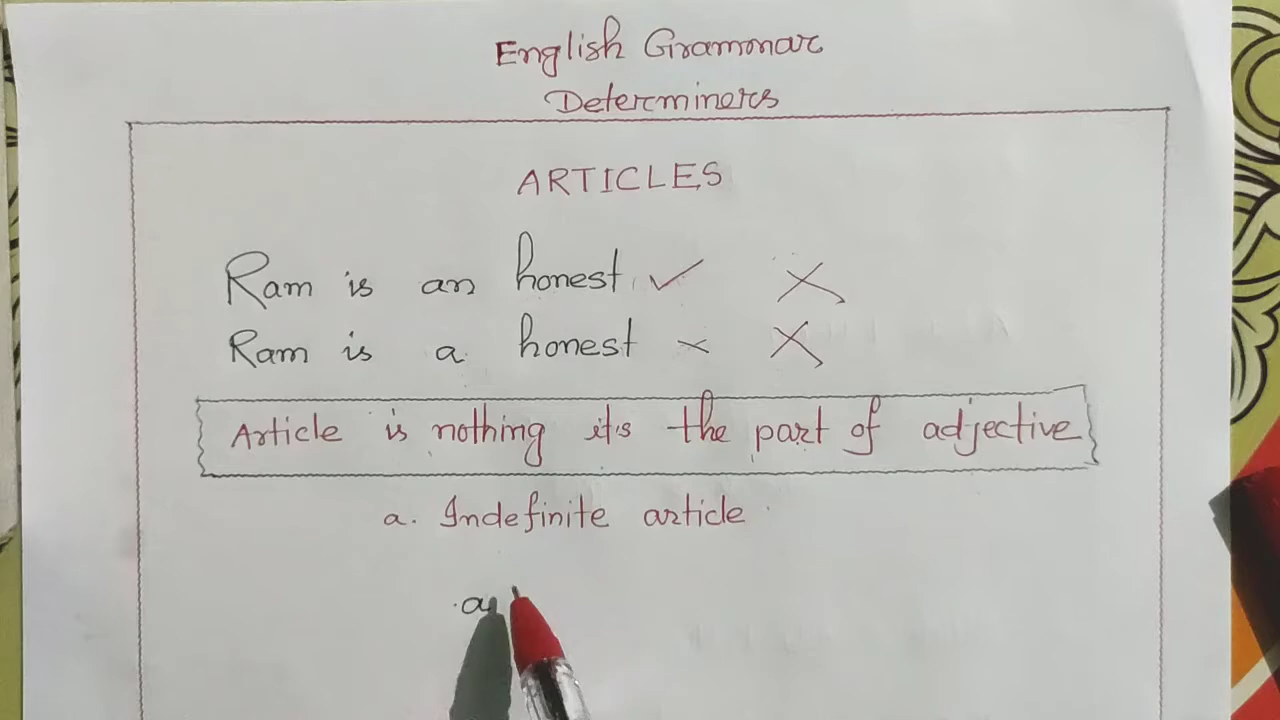 English Grammar
Determiners
ARTICLES
Ram is an honest ✓ ×
Ram is a honest × ×
Article is nothing it's the part of adjective
a. Indefinite article
a